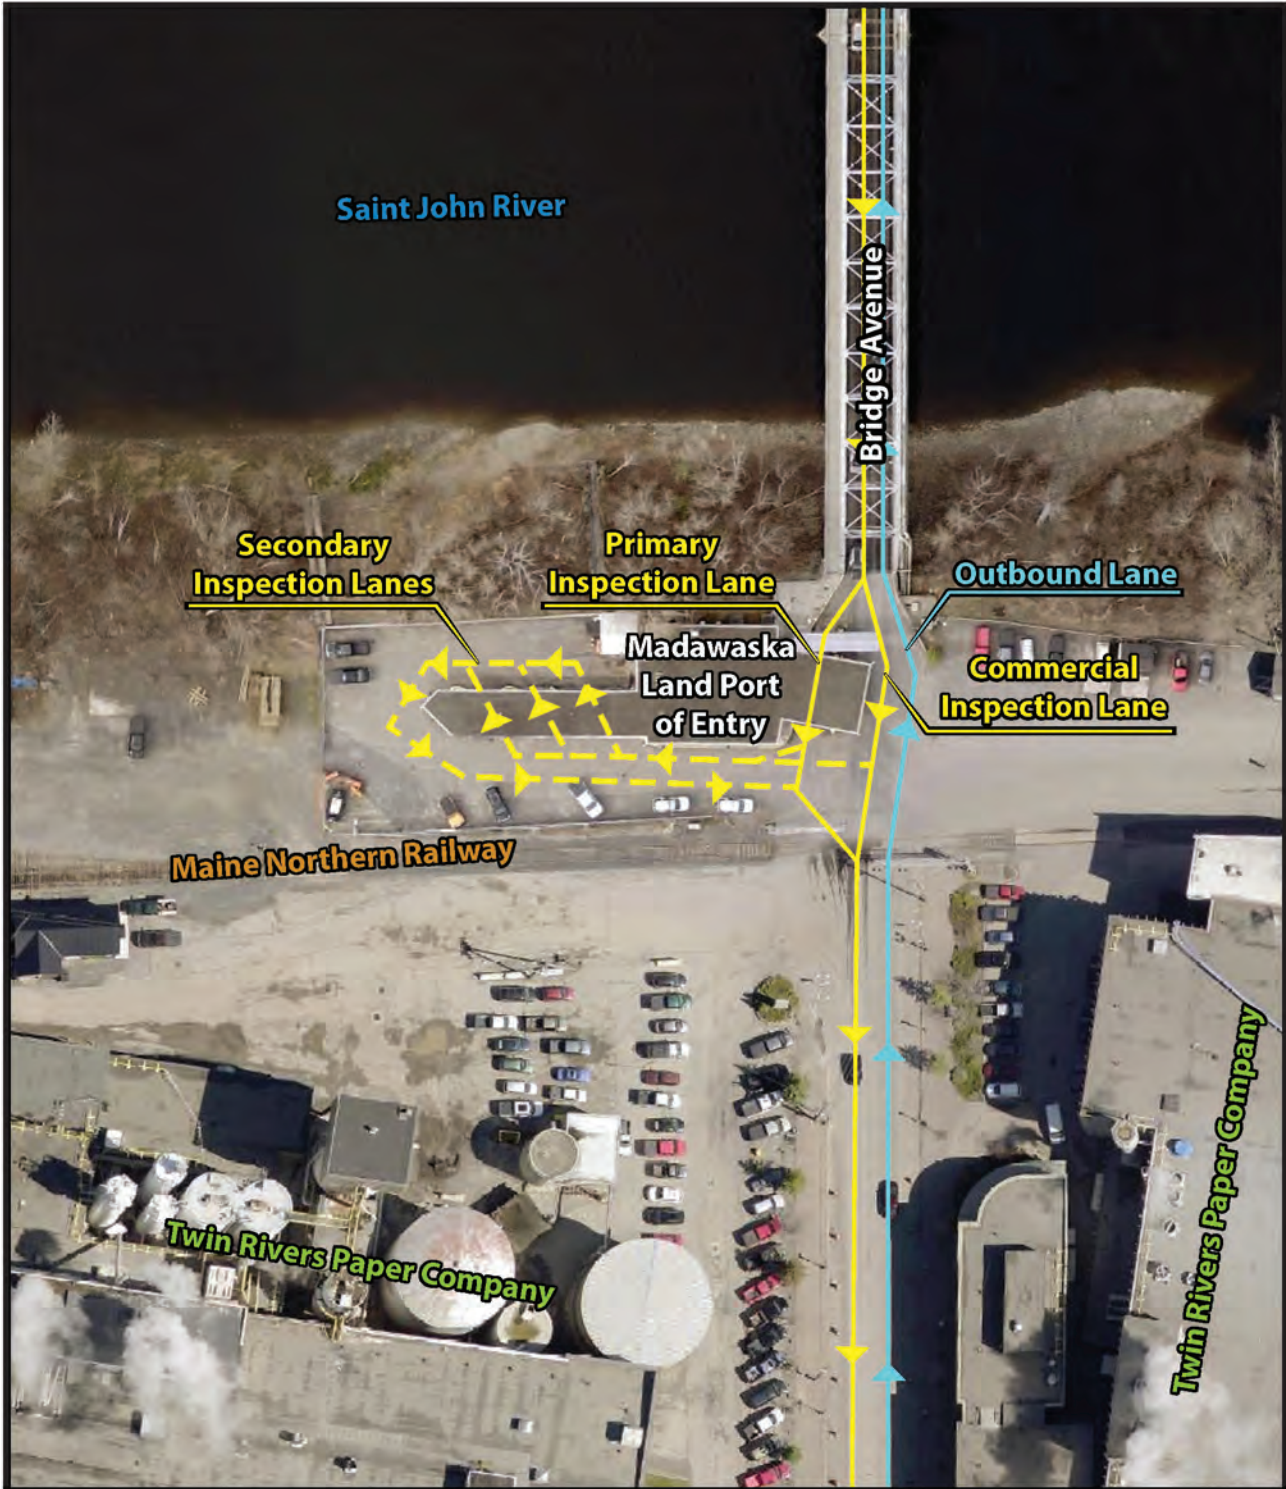 Saint John River
Bridge Avenue
Secondary
Inspection Lanes
Primary
Inspection Lane
Outbound Lane
Madawaska
Land Port
of Entry
Commercial
Inspection Lane
Maine Northern Railway
Twin Rivers Paper Company
Twin Rivers Paper Company